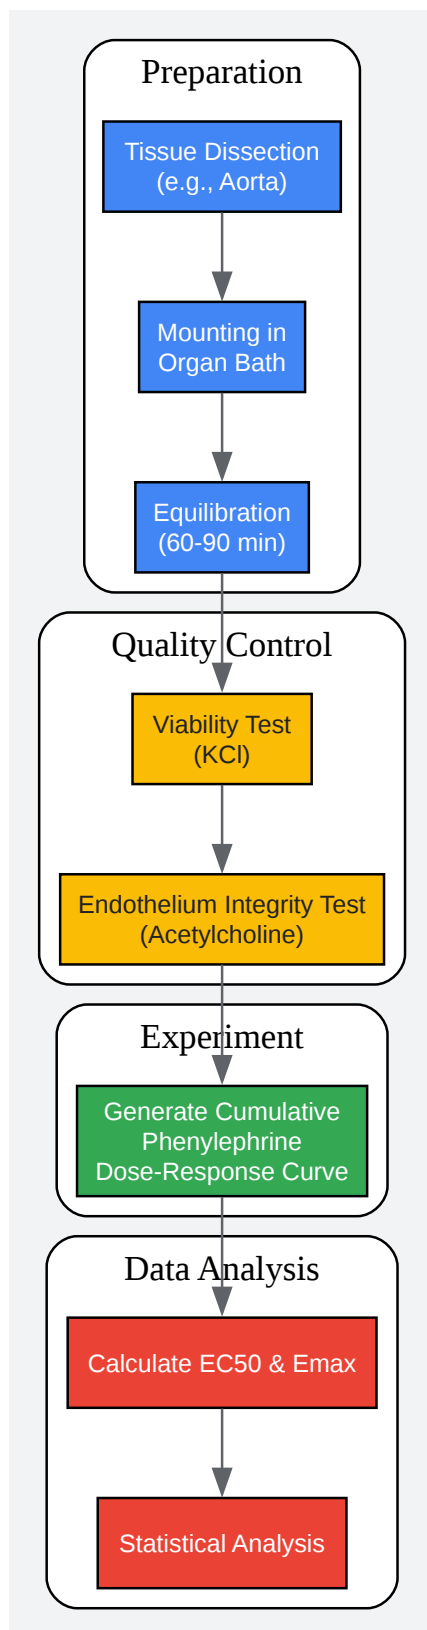 Preparation
Tissue Dissection
(e.g., Aorta)
Mounting in
Organ Bath
Equilibration
(60-90 min)
Quality Control
Viability Test
(KCl)
Endothelium Integrity Test
(Acetylcholine)
Experiment
Generate Cumulative
Phenylephrine
Dose-Response Curve
Data Analysis
Calculate EC50 & Emax
Statistical Analysis